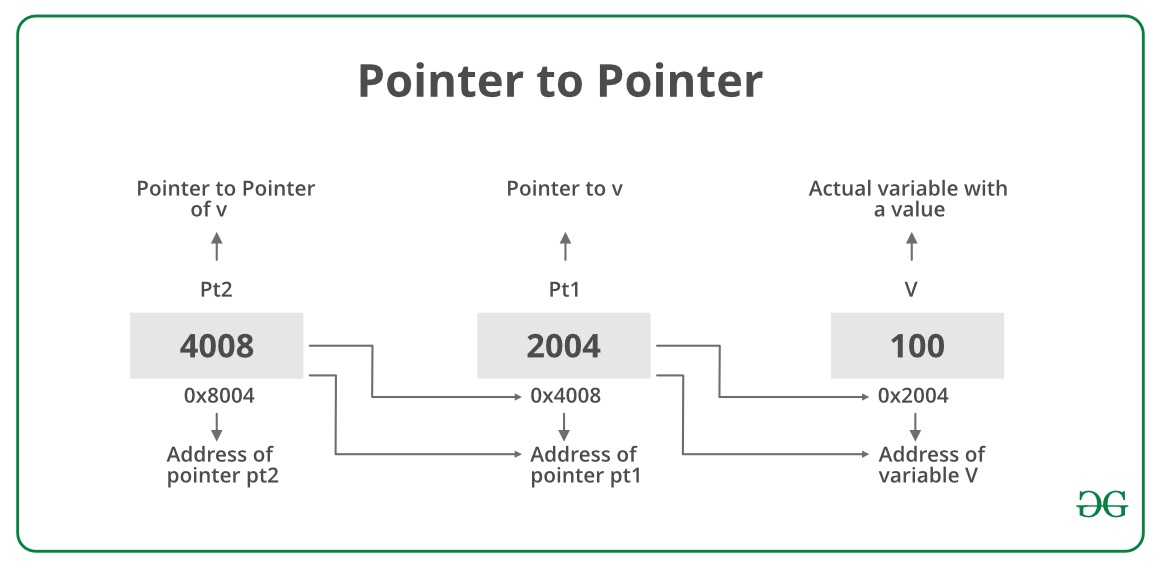 Pointer to Pointer
Pointer to Pointer
of v
Pointer to v
Actual variable with
a value
Pt2
Pt1
V
4008
2004
100
0x8004
0x4008
0x2004
Address of
pointer pt2
Address of
pointer pt1
Address of
variable V